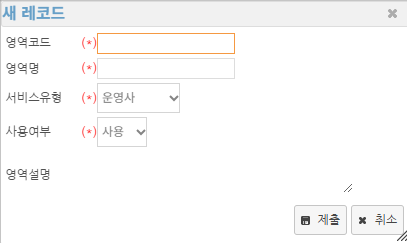 새 레코드
영역코드 (*)
영역명 (*)
서비스유형 (*) 운영사
사용여부 (*) 사용
영역설명
제출 취소